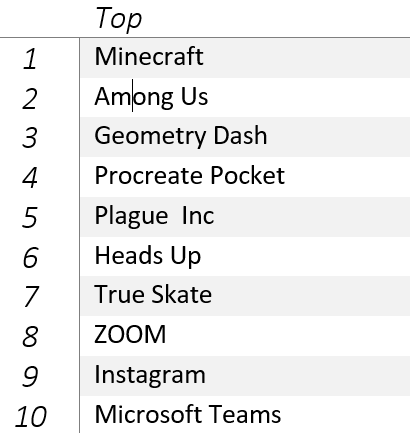 Top
1 Minecraft
2 Among Us
3 Geometry Dash
4 Procreate Pocket
5 Plague  Inc
6 Heads Up
7 True Skate
8 ZOOM
9 Instagram
10 Microsoft Teams